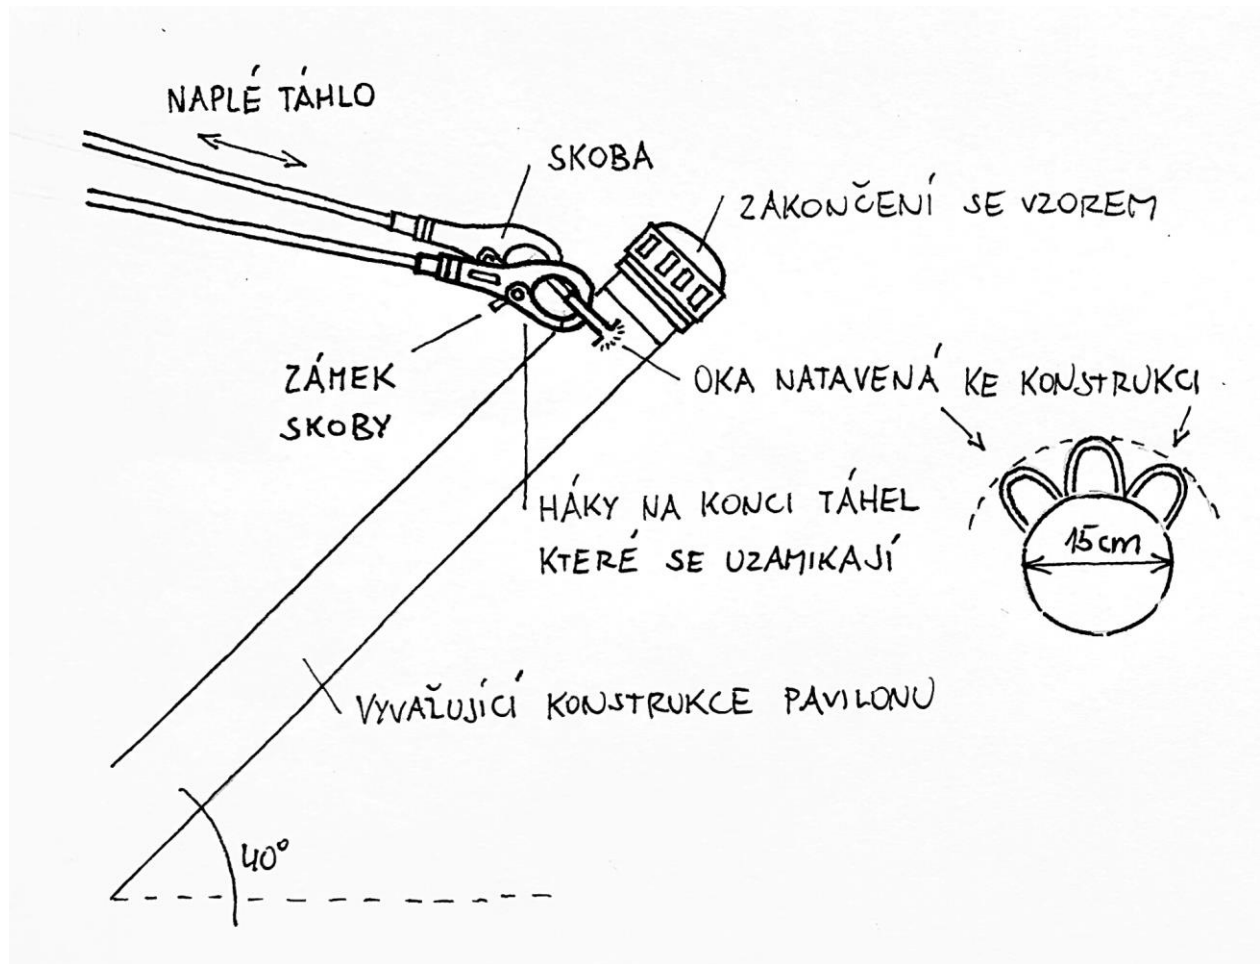 NAPLÉ TÁHLO
SKOBA
ZAKONČENÍ SE VZOREM
ZÁMEK
SKOBY
OKA NATAVENÁ KE KONSTRUKCI
15cm
HÁKY NA KONCI TÁHEL
KTERÉ SE UZAMIKAJÍ
VYVAŽUJÍCÍ KONSTRUKCE PAVILONU
40°